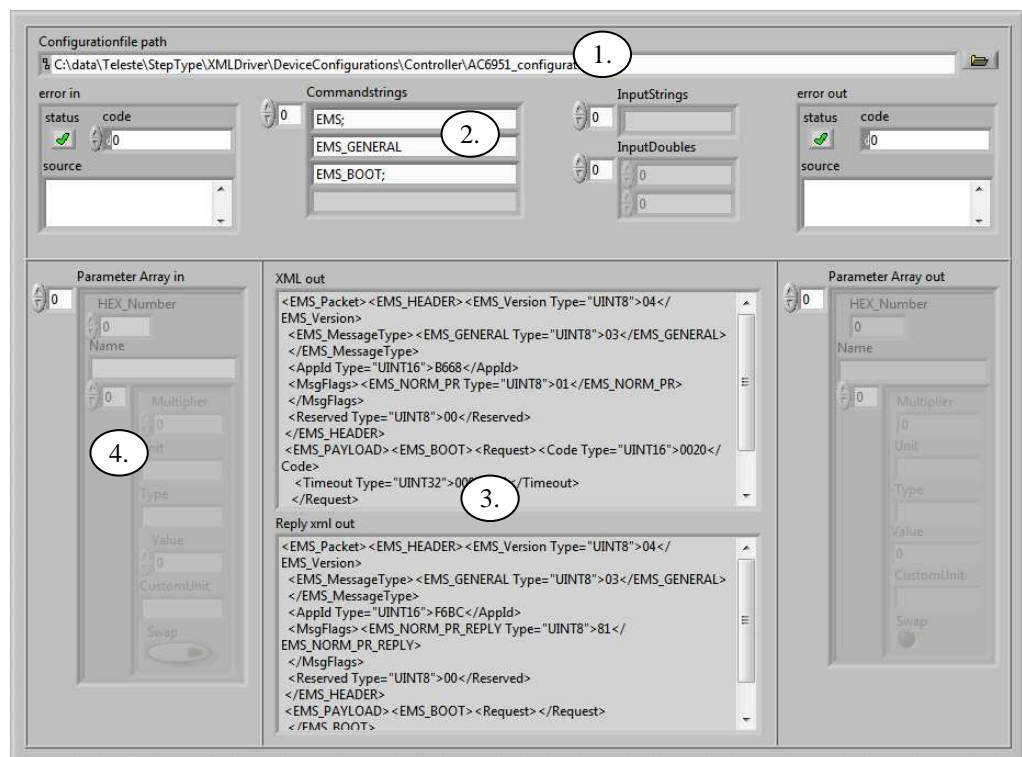 Configurationfile path
C:\data\Teleste\StepType\XMLDriver\DeviceConfigurations\Controller\AC6951_configurat
1.
error in
status code
0
source
Commandstrings
0
EMS;
EMS_GENERAL
EMS_BOOT;
2.
InputStrings
0
InputDoubles
0
0
0
error out
status code
0
source
Parameter Array in
0
HEX_Number
0
Name
0
Multiplier
0
Type
Value
0
CustomUnit
Swap
4.
XML out
<EMS_Packet><EMS_HEADER><EMS_Version Type="UINT8">04</
EMS_Version>
<EMS_MessageType><EMS_GENERAL Type="UINT8">03</EMS_GENERAL>
</EMS_MessageType>
<AppId Type="UINT16">B668</AppId>
<MsgFlags><EMS_NORM_PR Type="UINT8">01</EMS_NORM_PR>
</MsgFlags>
<Reserved Type="UINT8">00</Reserved>
</EMS_HEADER>
<EMS_PAYLOAD><EMS_BOOT><Request><Code Type="UINT16">0020</
Code>
<Timeout Type="UINT32">00 </Timeout>
</Request>
3.
Reply xml out
<EMS_Packet><EMS_HEADER><EMS_Version Type="UINT8">04</
EMS_Version>
<EMS_MessageType><EMS_GENERAL Type="UINT8">03</EMS_GENERAL>
</EMS_MessageType>
<AppId Type="UINT16">F6BC</AppId>
<MsgFlags><EMS_NORM_PR_REPLY Type="UINT8">81</
EMS_NORM_PR_REPLY>
</MsgFlags>
<Reserved Type="UINT8">00</Reserved>
</EMS_HEADER>
<EMS_PAYLOAD><EMS_BOOT><Request></Request>
</EMS_BOOT>
Parameter Array out
0
HEX_Number
0
Name
0
Multiplier
0
Unit
Type
Value
0
CustomUnit
Swap